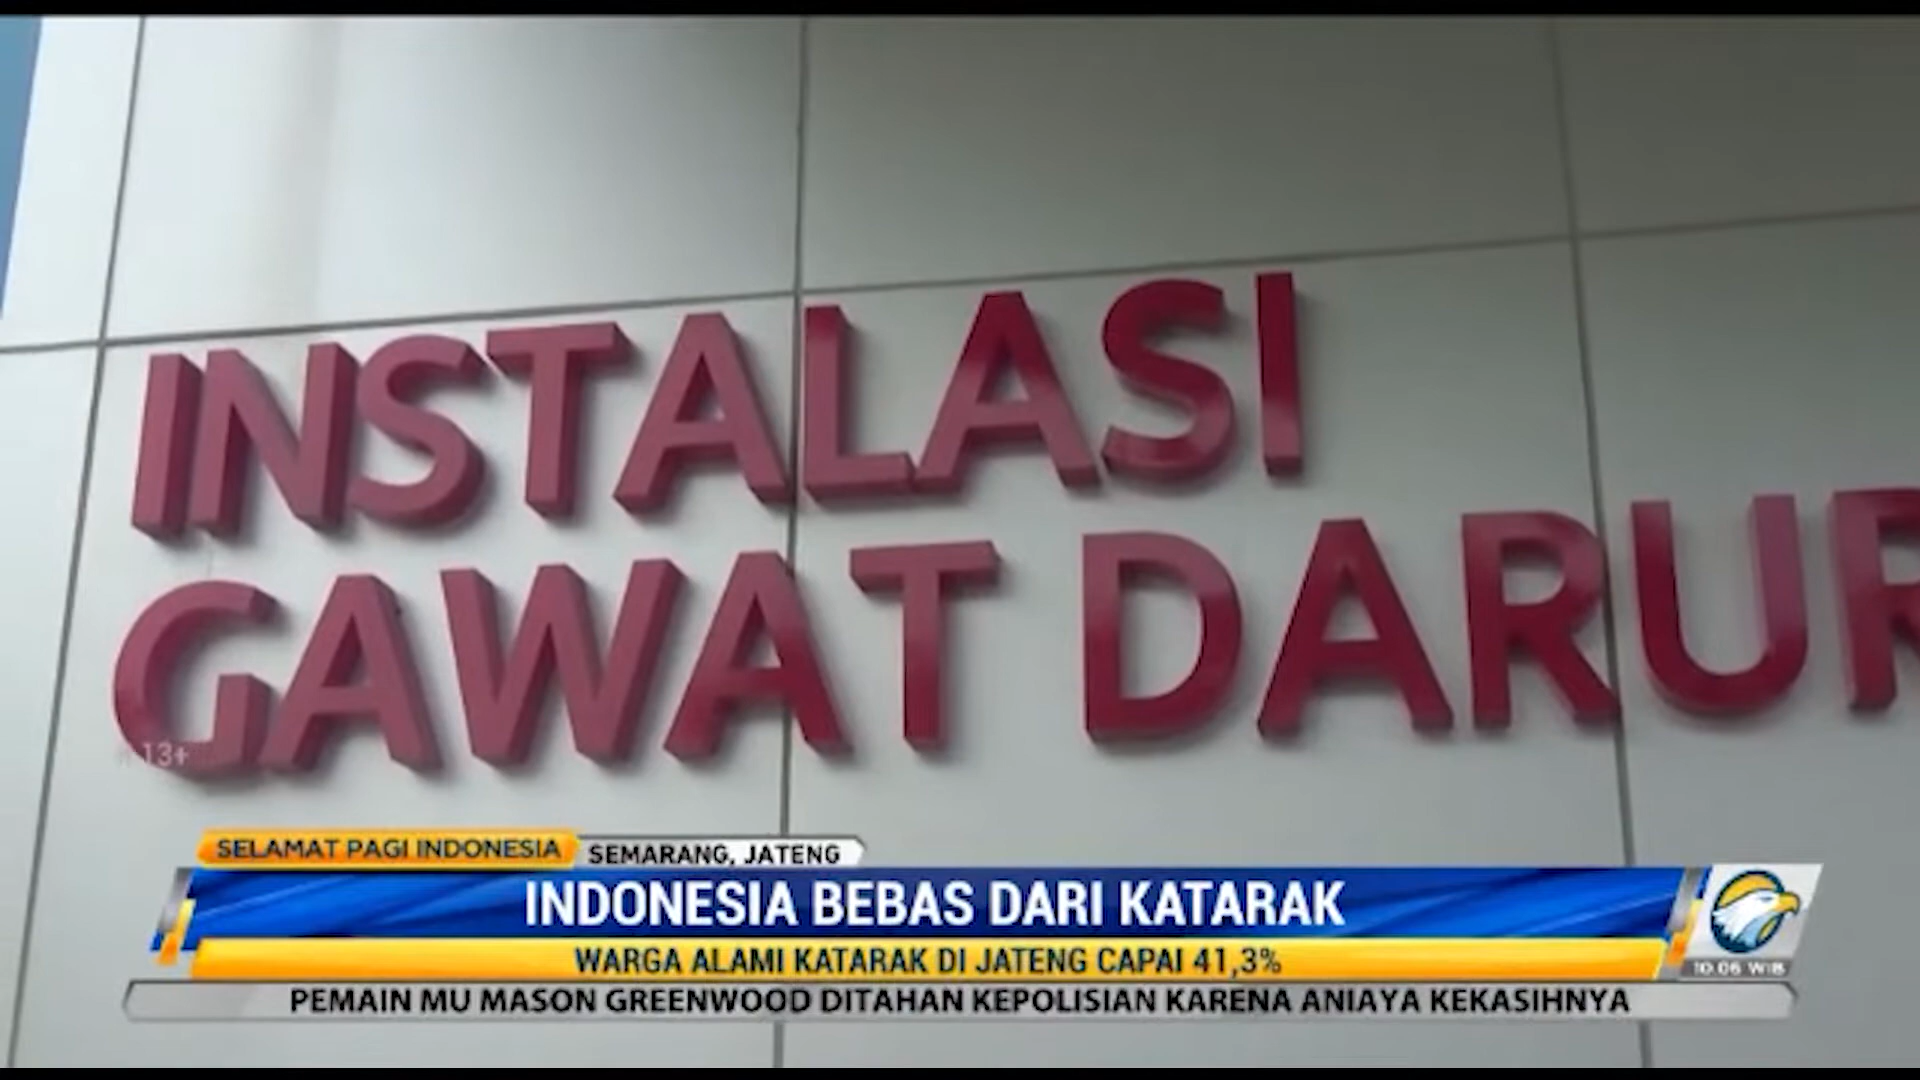 INSTALASI
GAWAT DARUR
13+
SELAMAT PAGI INDONESIA
SEMARANG, JATENG
INDONESIA BEBAS DARI KATARAK
WARGA ALAMI KATARAK DI JATENG CAPAI 41,3%
10.06 WIB
PEMAIN MU MASON GREENWOOD DITAHAN KEPOLISIAN KARENA ANIAYA KEKASIHNYA